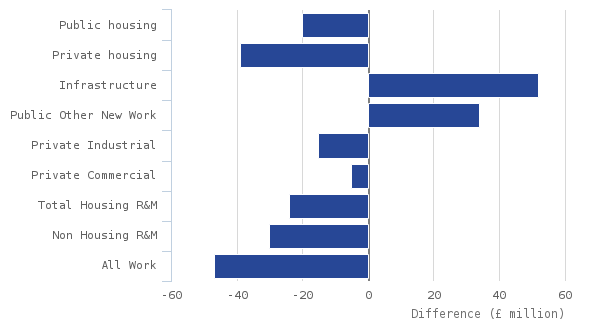 Public housing
Private housing
Infrastructure
Public Other New Work
Private Industrial
Private Commercial
Total Housing R&M
Non Housing R&M
All Work
-60 -40 -20 0 20 40 60
Difference (£ million)